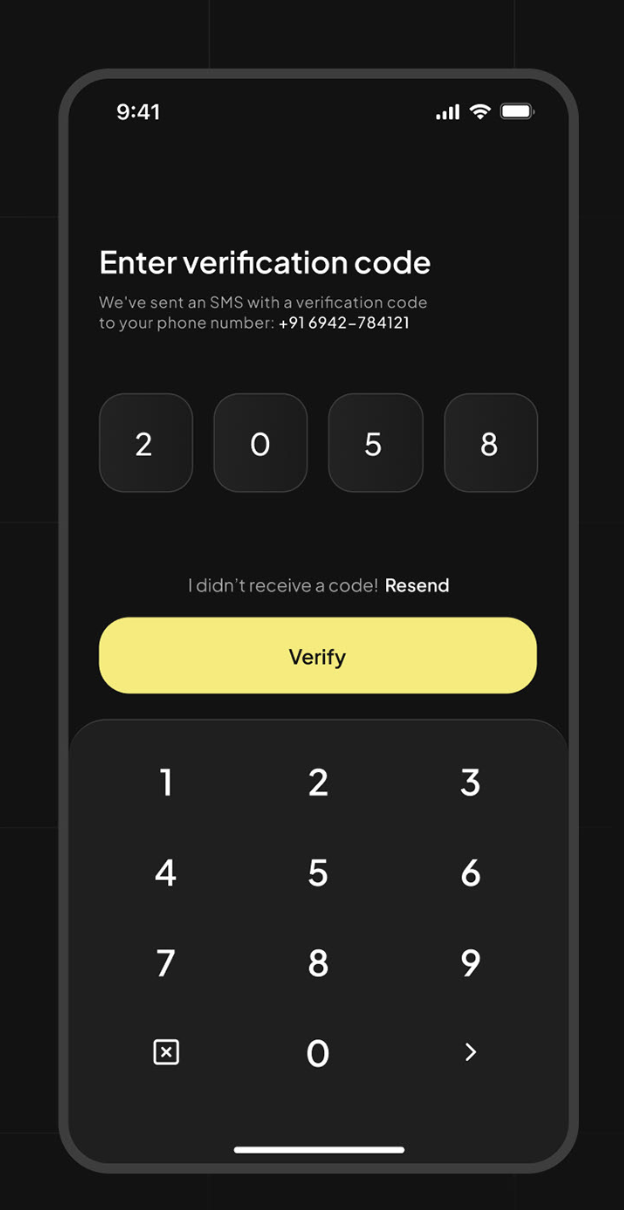 9:41
Enter verification code
We've sent an SMS with a verification code
to your phone number: +91 6942-784121
2 0 5 8
I didn't receive a code! Resend
Verify
1 2 3
4 5 6
7 8 9
0